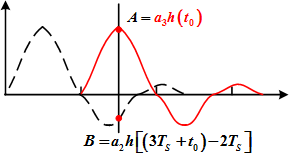 A = a₃h(t₀)
B = a₂h[(3Tₛ + t₀) − 2Tₛ]